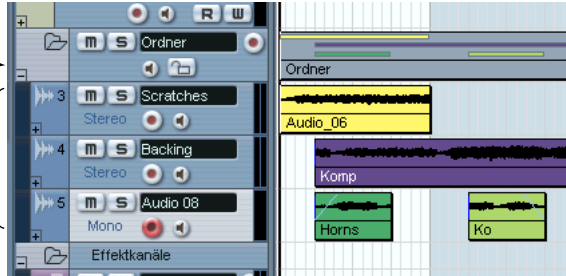 R W
m S Ordner
Ordner
3 m S Scratches
Stereo
Audio_06
4 m S Backing
Stereo
Komp
5 m S Audio 08
Mono
Horns Ko
Effektkanäle